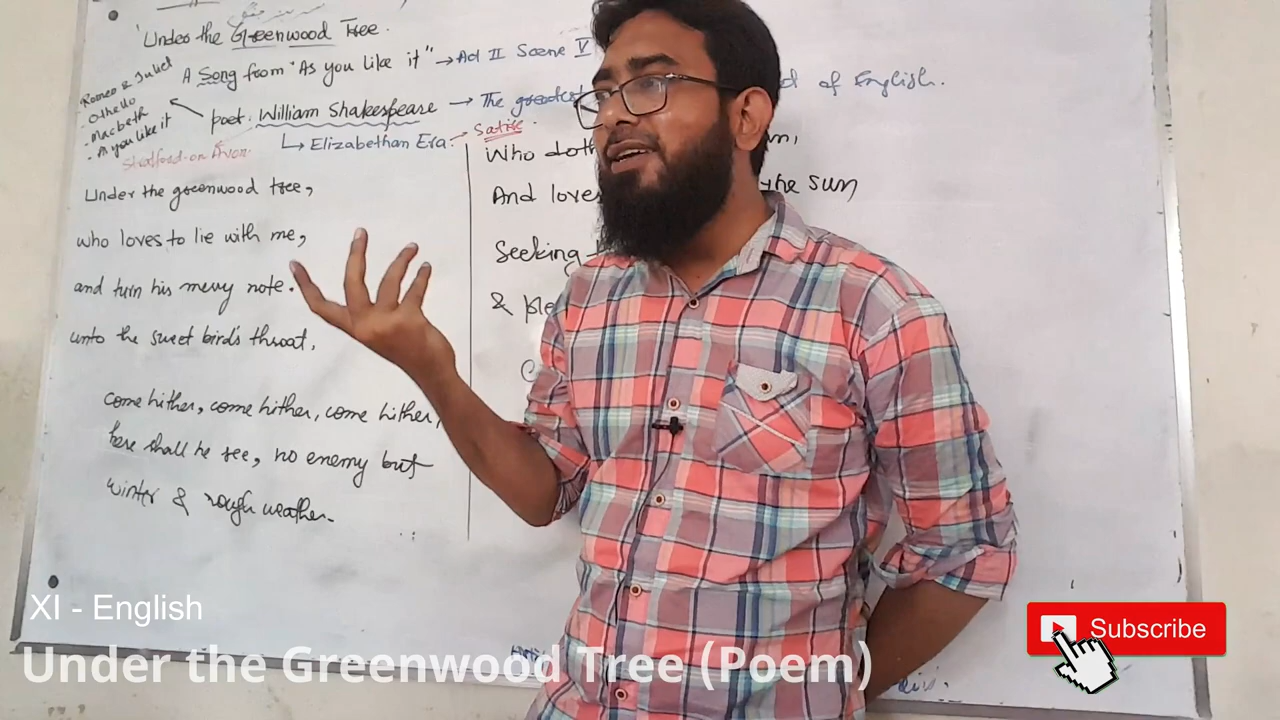 'Under the Greenwood Tree.
A Song from "As you like it" → Act II Scene V
Romeo & Juliet
- Othello
- Macbeth
- As you like it
poet. William Shakespeare → The greatest
d of English.
↳ Elizabethan Era. → Satire.
Stratford-on-Avon
Under the greenwood tree,
who loves to lie with me,
and turn his merry note.
unto the sweet bird's throat,
come hither, come hither, come hither,
here shall he see, no enemy but
winter & rough weather.
Who doth
And loves the sun
Seeking
&
XI - English
Under the Greenwood Tree (Poem)
Subscribe